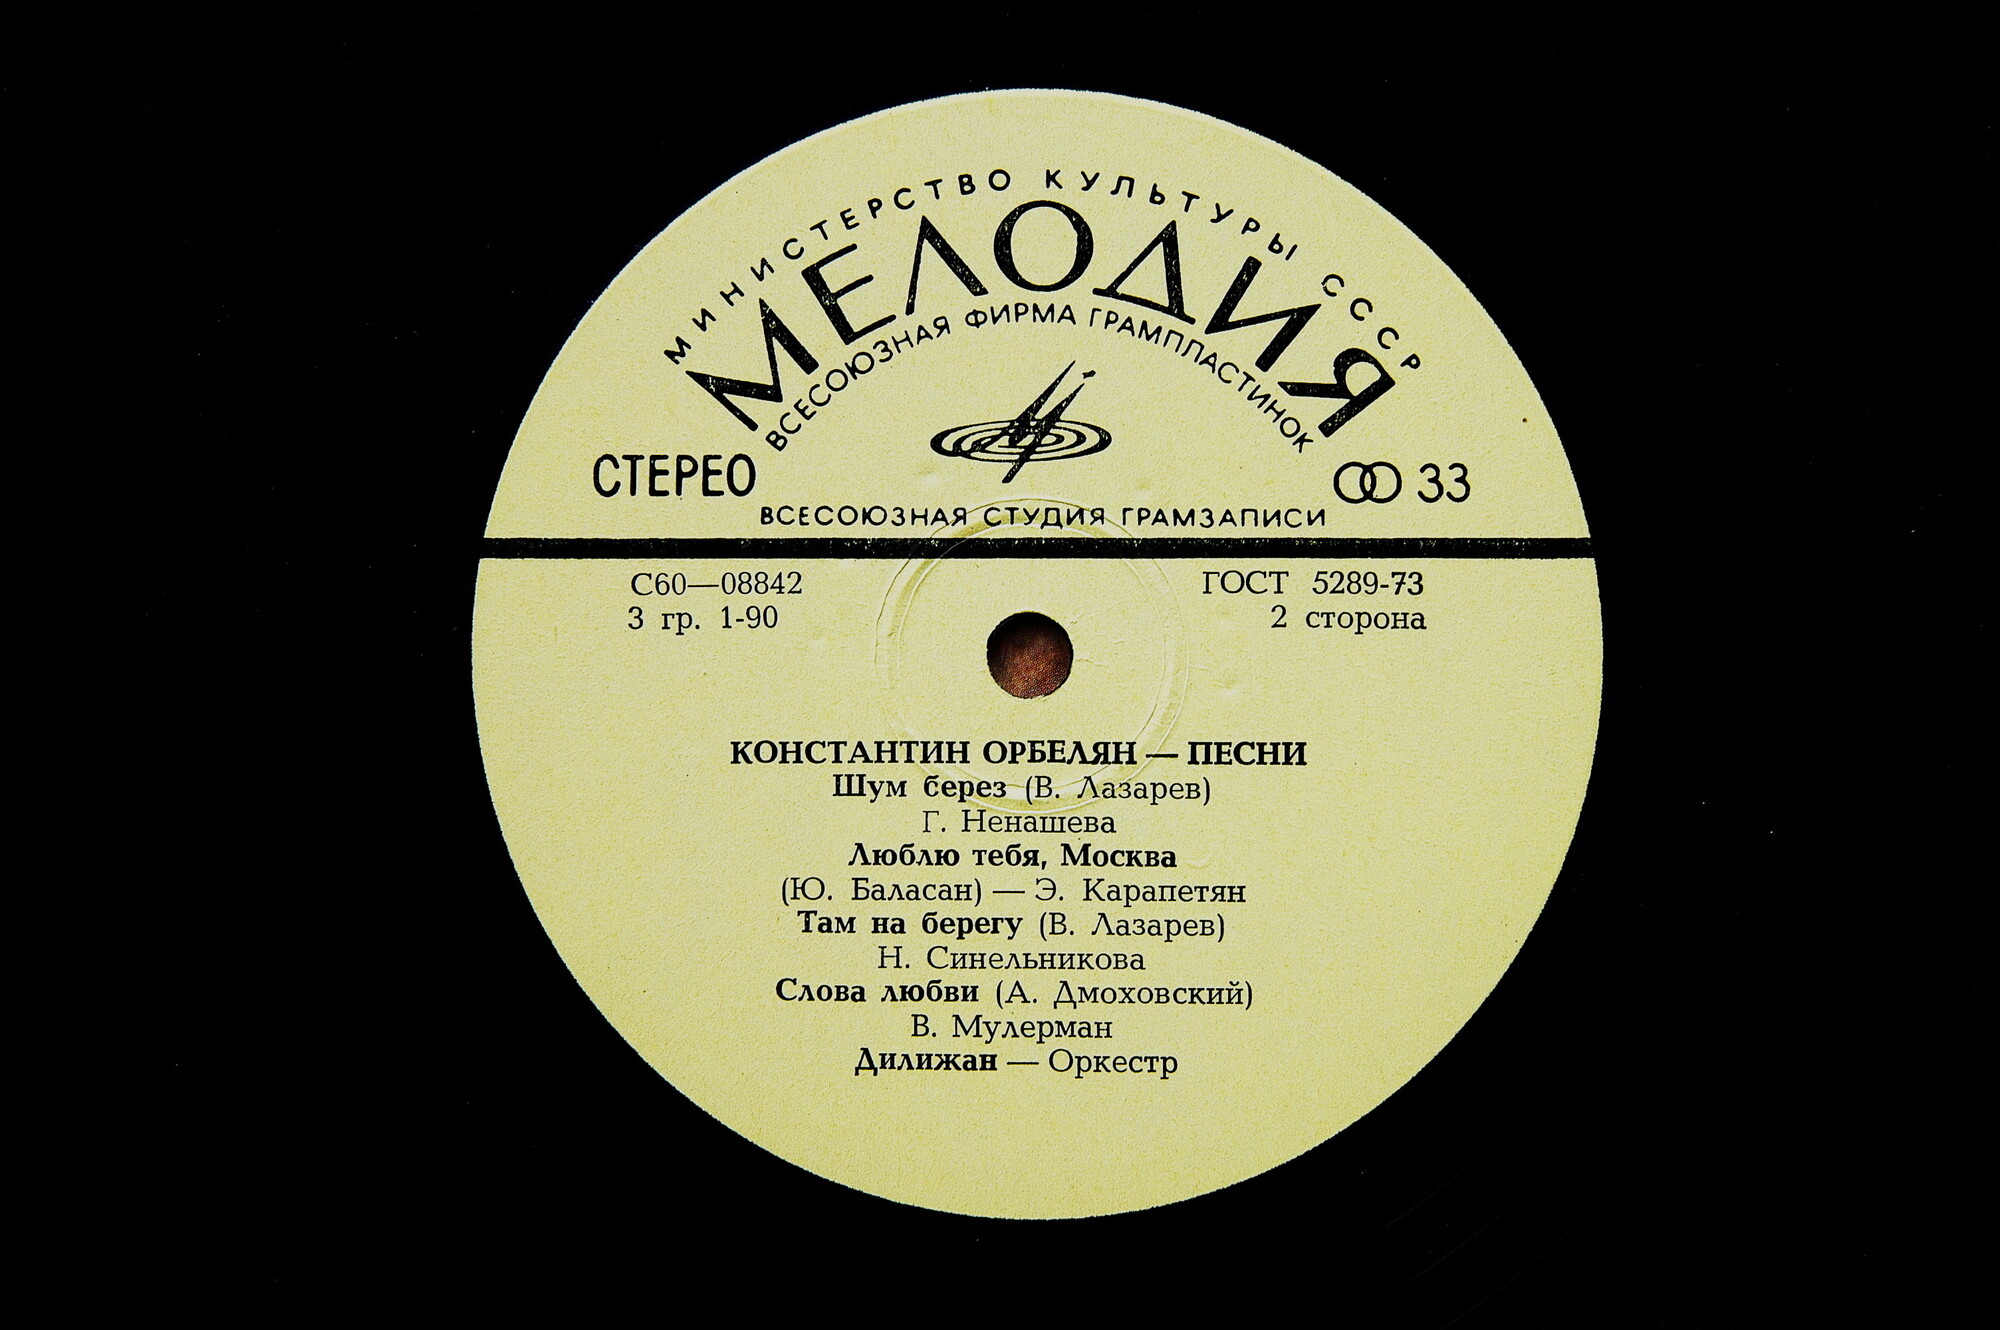 МИНИСТЕРСТВО КУЛЬТУРЫ СССР
МЕЛОДИЯ
ВСЕСОЮЗНАЯ ФИРМА ГРАМПЛАСТИНОК
СТЕРЕО
33
ВСЕСОЮЗНАЯ СТУДИЯ ГРАМЗАПИСИ
С60—08842
ГОСТ 5289-73
3 гр. 1-90
2 сторона
КОНСТАНТИН ОРБЕЛЯН — ПЕСНИ
Шум берез (В. Лазарев)
Г. Ненашева
Люблю тебя, Москва
(Ю. Баласан) — Э. Карапетян
Там на берегу (В. Лазарев)
Н. Синельникова
Слова любви (А. Дмоховский)
В. Мулерман
Дилижан — Оркестр